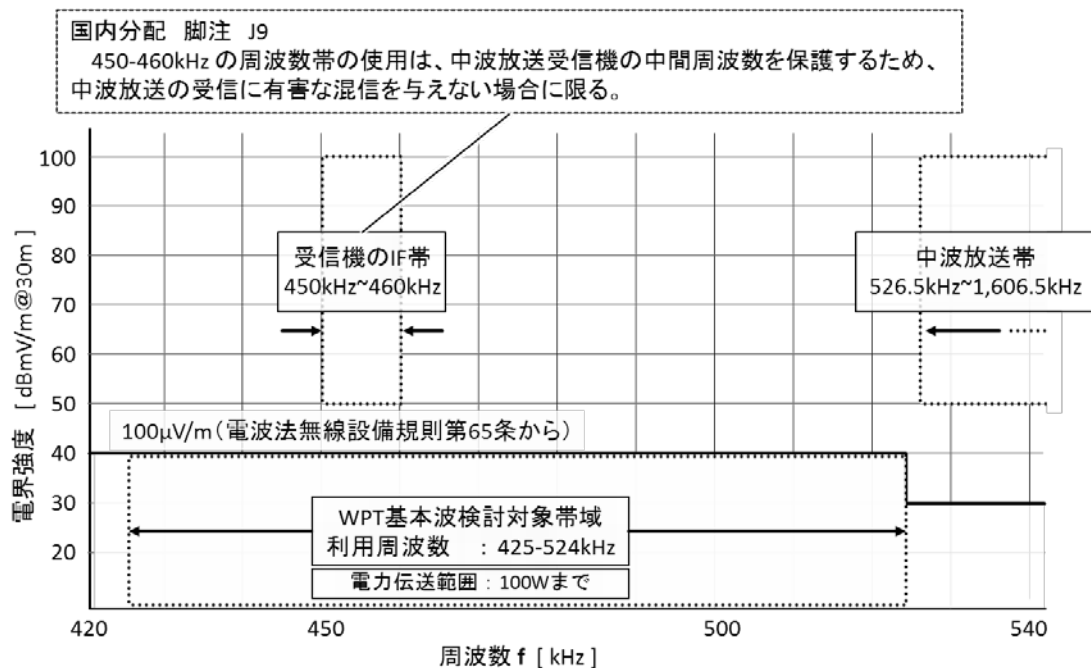 国内分配 脚注 J9
450-460kHz の周波数帯の使用は、中波放送受信機の中間周波数を保護するため、
中波放送の受信に有害な混信を与えない場合に限る。
電界強度 [ dBmV/m@30m ]
100
90
80
70
60
50
40
30
20
受信機のIF帯
450kHz~460kHz
中波放送帯
526.5kHz~1,606.5kHz
100μV/m(電波法無線設備規則第65条から)
WPT基本波検討対象帯域
利用周波数 : 425-524kHz
電力伝送範囲:100Wまで
420
450
500
540
周波数 f [ kHz ]